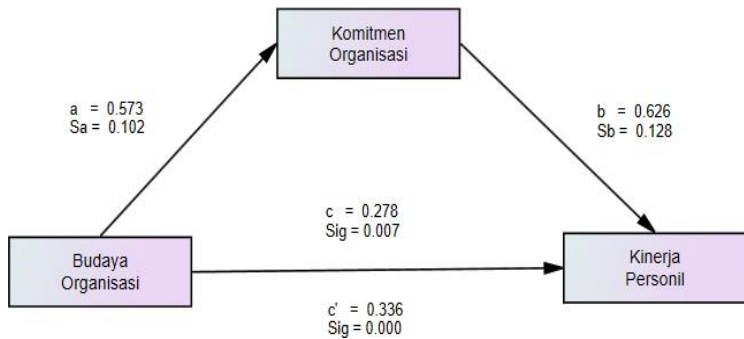 Komitmen
Organisasi
a = 0.573
Sa = 0.102
b = 0.626
Sb = 0.128
c = 0.278
Sig = 0.007
Budaya
Organisasi
Kinerja
Personil
c' = 0.336
Sig = 0.000